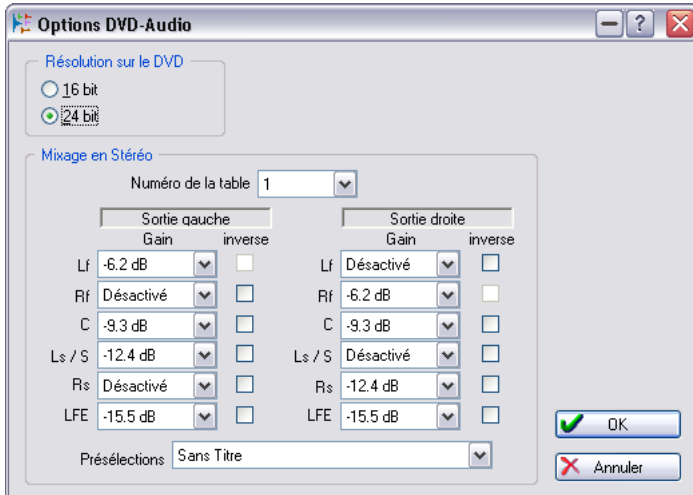 Options DVD-Audio
Résolution sur le DVD
16 bit
24 bit
Mixage en Stéréo
Numéro de la table 1
Sortie gauche Sortie droite
Gain inverse Gain inverse
Lf -6.2 dB Lf Désactivé
Rf Désactivé Rf -6.2 dB
C -9.3 dB C -9.3 dB
Ls / S -12.4 dB Ls / S Désactivé
Rs Désactivé Rs -12.4 dB
LFE -15.5 dB LFE -15.5 dB
OK
Présélections Sans Titre
Annuler